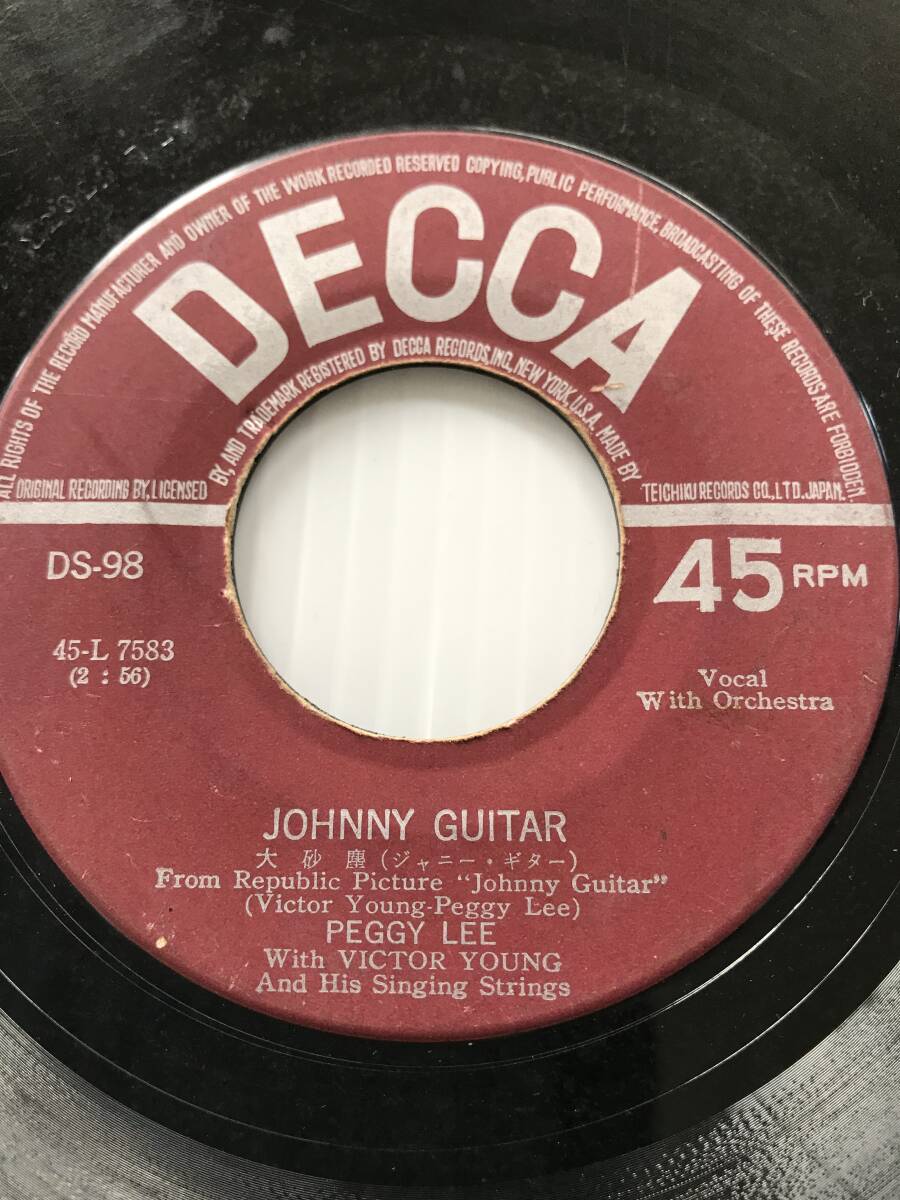 ALL RIGHTS OF THE RECORD MANUFACTURER AND OWNER OF THE WORK RECORDED RESERVED COPYING, PUBLIC PERFORMANCE, BROADCASTING OF THESE RECORDS ARE FORBIDDEN.
DECCA
ORIGINAL RECORDING BY, LICENSED BY, AND TRADEMARK REGISTERED BY DECCA RECORDS, INC, NEW YORK, U.S.A. MADE BY TEICHIKU RECORDS CO., LTD. JAPAN.
DS-98
45 RPM
45-L 7583
(2 : 56)
Vocal
With Orchestra
JOHNNY GUITAR
大砂塵(ジャニー・ギター)
From Republic Picture "Johnny Guitar"
(Victor Young-Peggy Lee)
PEGGY LEE
With VICTOR YOUNG
And His Singing Strings